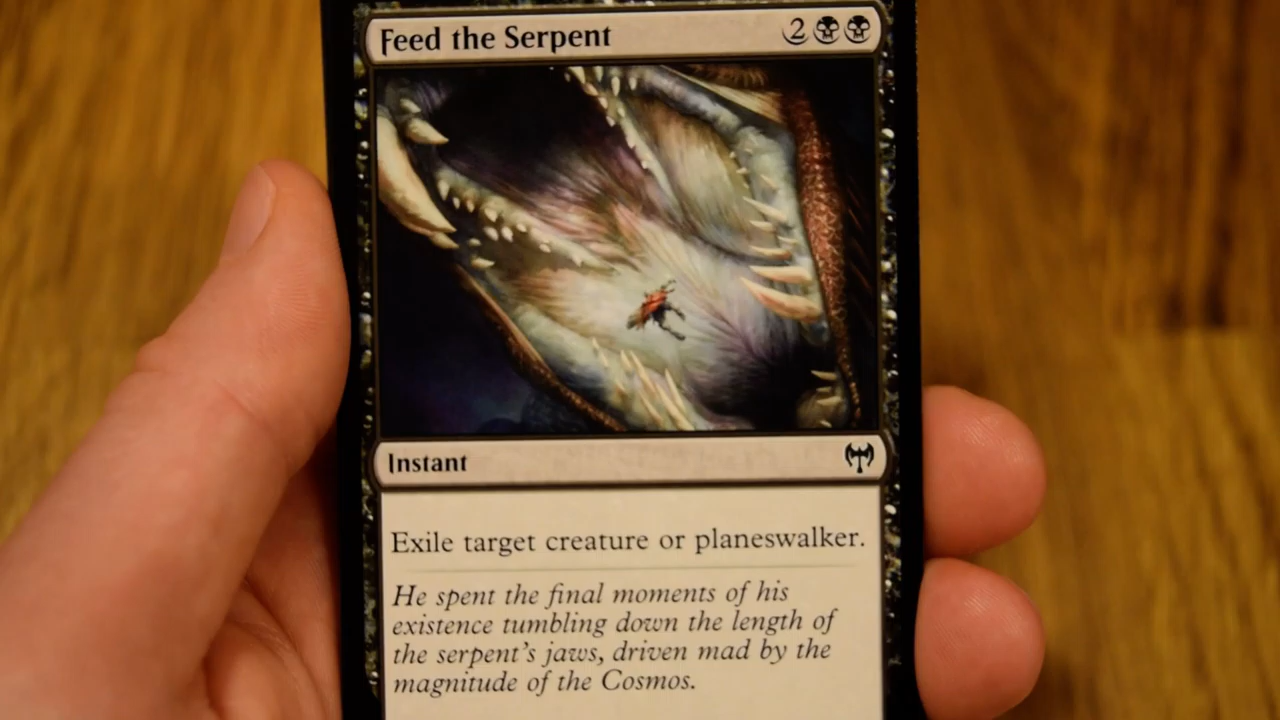 Feed the Serpent 2
Instant
Exile target creature or planeswalker.
He spent the final moments of his
existence tumbling down the length of
the serpent's jaws, driven mad by the
magnitude of the Cosmos.